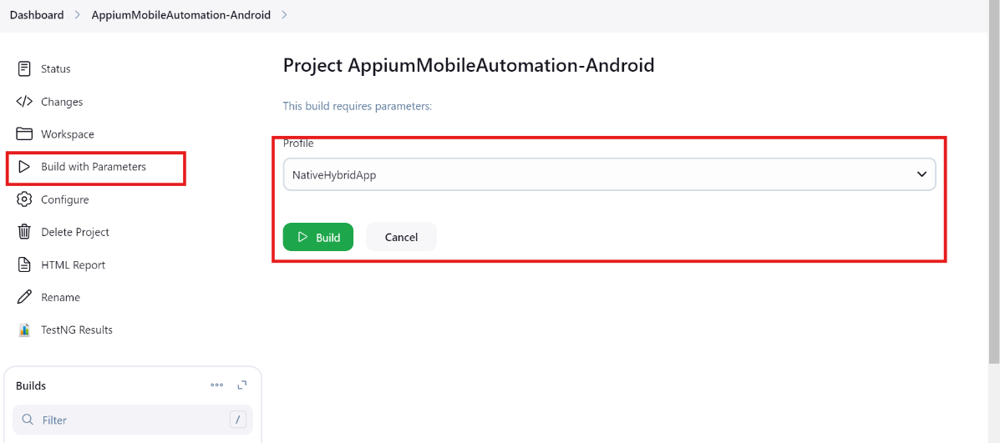 Dashboard > AppiumMobileAutomation-Android >
Status
Changes
Workspace
Build with Parameters
Configure
Delete Project
HTML Report
Rename
TestNG Results
Builds
Filter /
Project AppiumMobileAutomation-Android
This build requires parameters:
Profile
NativeHybridApp
Build Cancel